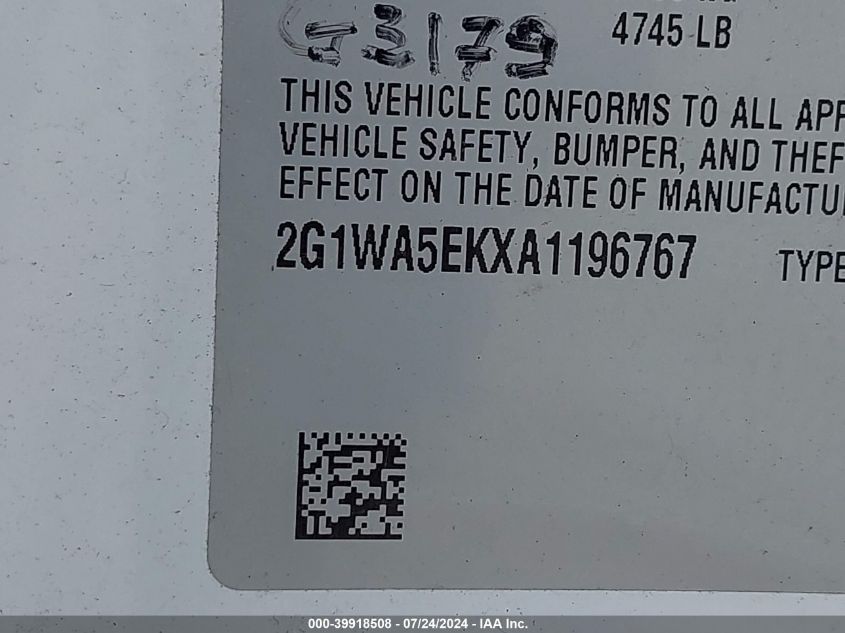 4745 LB
THIS VEHICLE CONFORMS TO ALL APP
VEHICLE SAFETY, BUMPER, AND THEF
EFFECT ON THE DATE OF MANUFACTU
2G1WA5EKXA1196767 TYPE
000-39918508 - 07/24/2024 - IAA Inc.